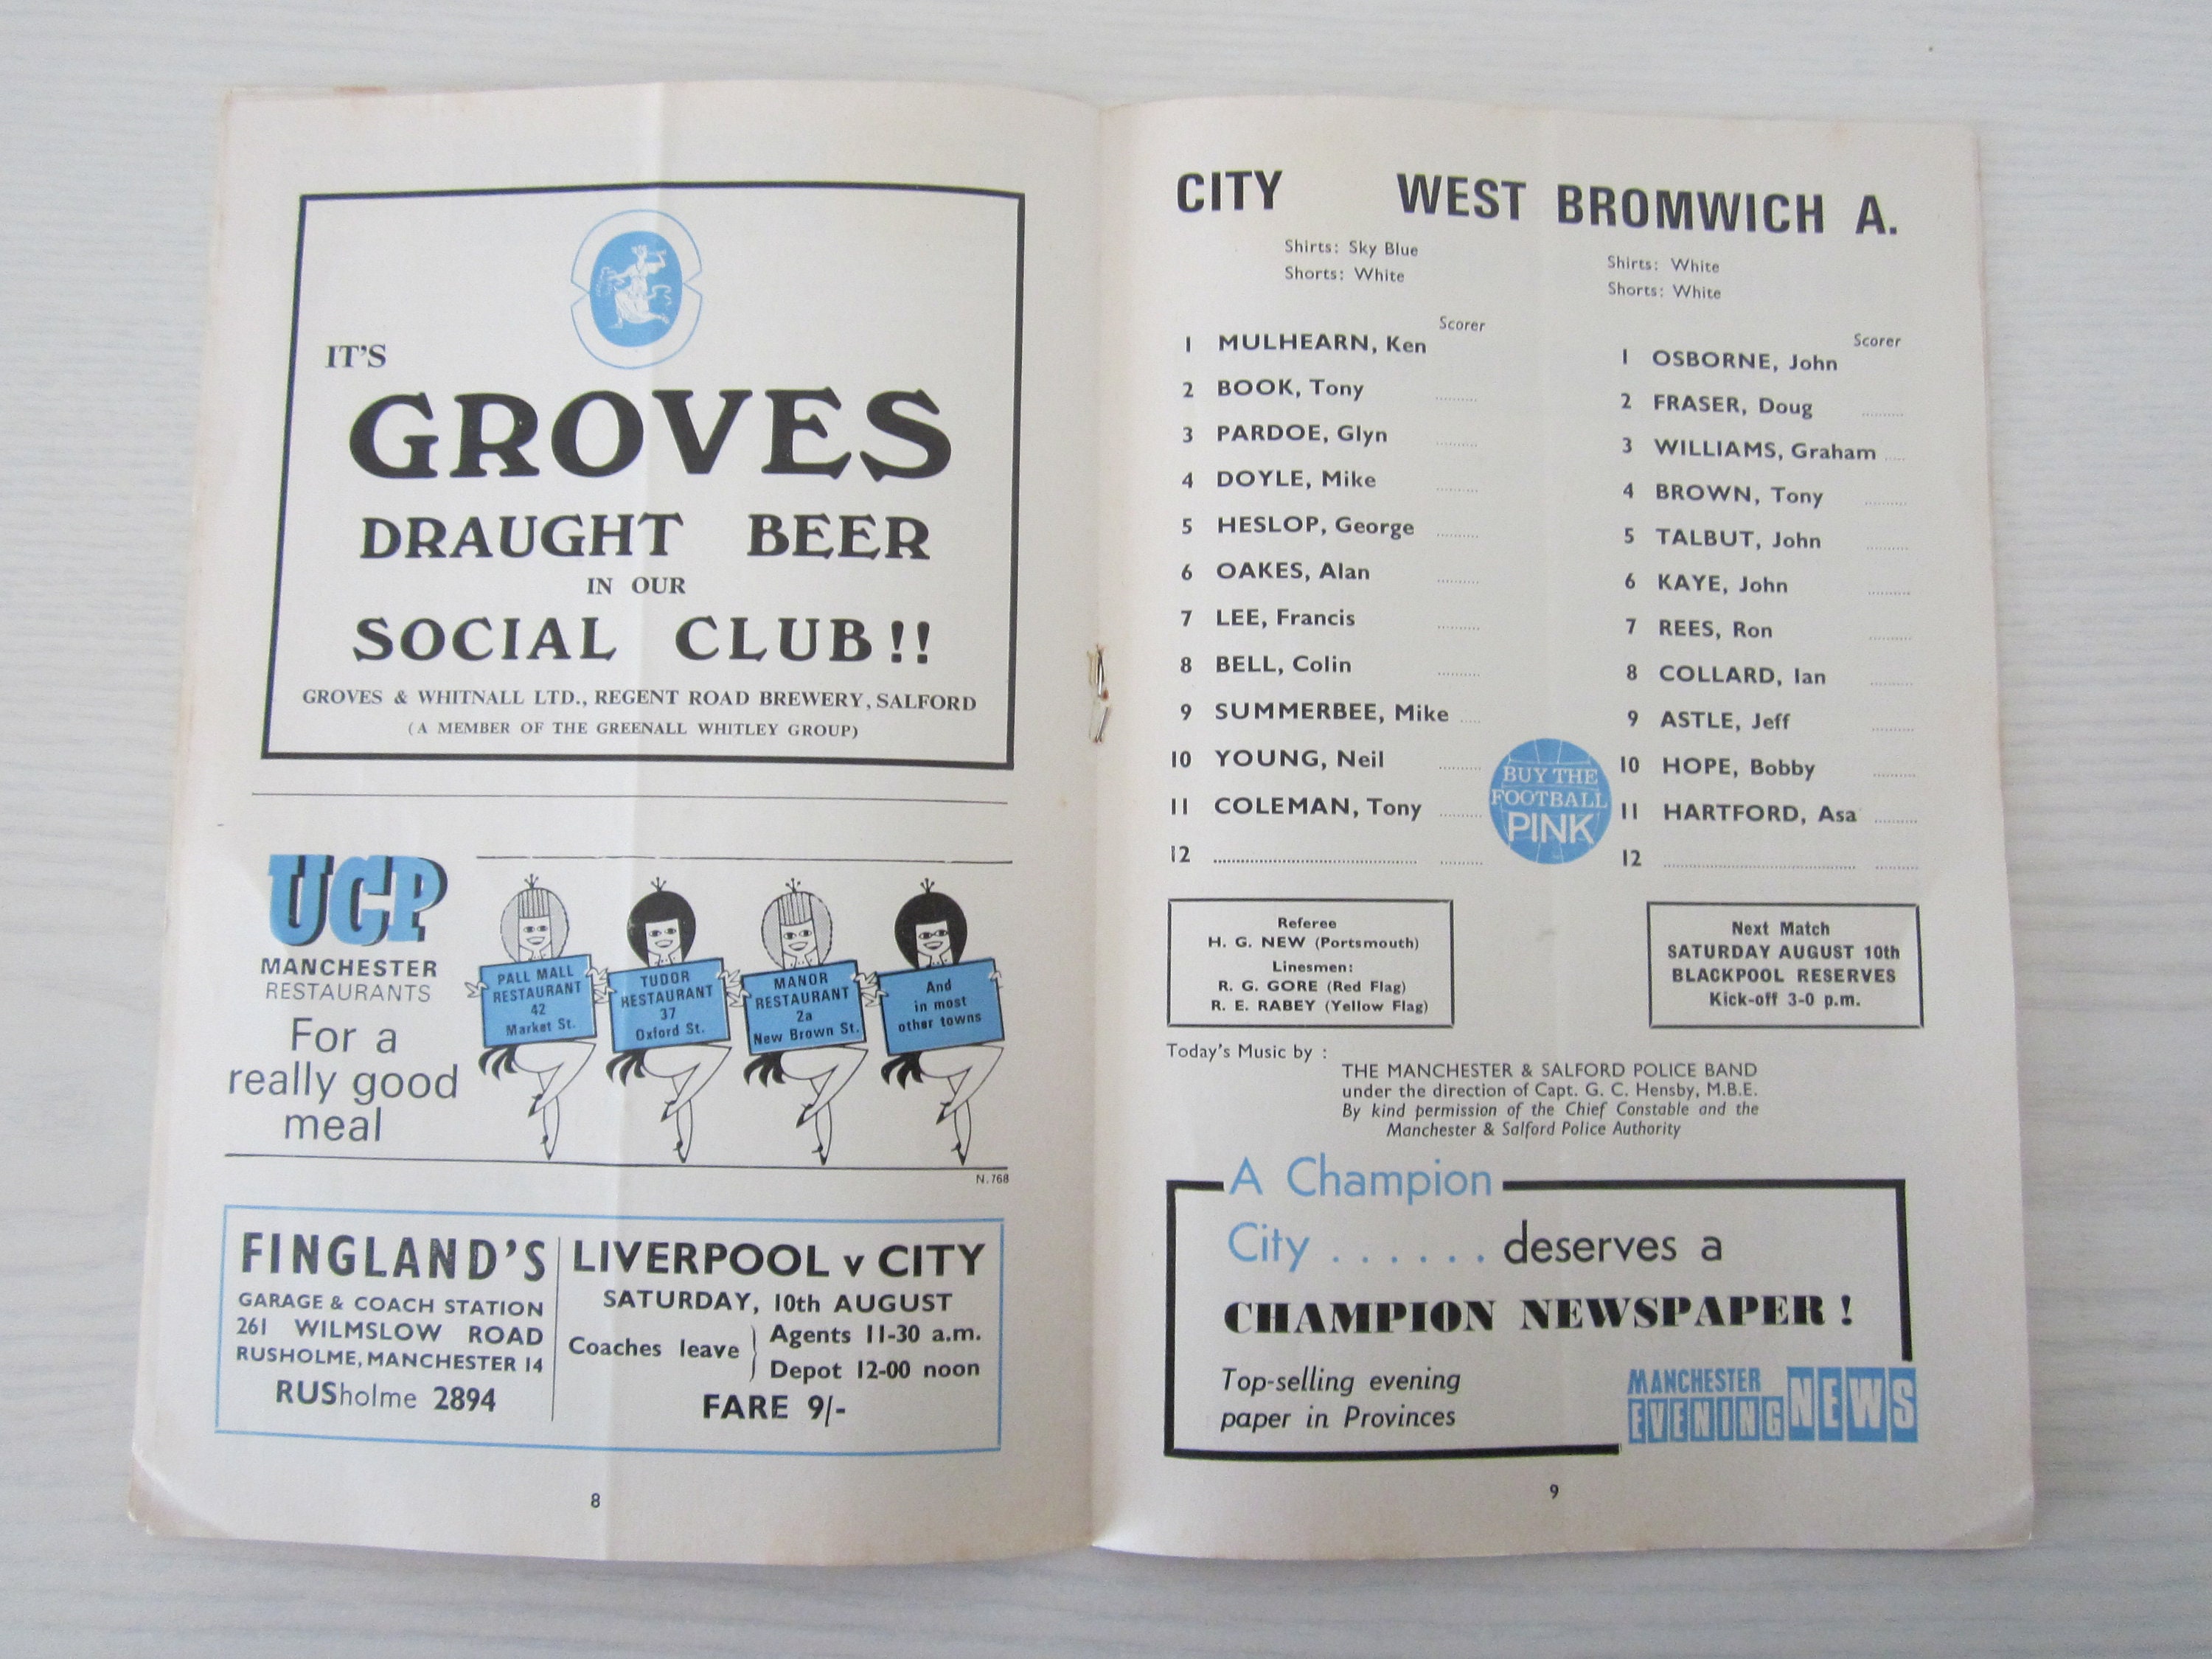 IT'S
GROVES
DRAUGHT BEER
IN OUR
SOCIAL CLUB!!
GROVES & WHITNALL LTD., REGENT ROAD BREWERY, SALFORD
(A MEMBER OF THE GREENALL WHITLEY GROUP)
UCP
MANCHESTER
RESTAURANTS
For a
really good
meal
PALL MALL
RESTAURANT
42
Market St.
TUDOR
RESTAURANT
37
Oxford St.
MANOR
RESTAURANT
2a
New Brown St.
And
in most
other towns
N.768
FINGLAND'S
GARAGE & COACH STATION
261 WILMSLOW ROAD
RUSHOLME, MANCHESTER 14
RUSholme 2894
LIVERPOOL v CITY
SATURDAY, 10th AUGUST
Coaches leave
Agents 11-30 a.m.
Depot 12-00 noon
FARE 9/-
8
CITY
Shirts: Sky Blue
Shorts: White
Scorer
1 MULHEARN, Ken
2 BOOK, Tony ..........
3 PARDOE, Glyn ..........
4 DOYLE, Mike ..........
5 HESLOP, George ..........
6 OAKES, Alan ..........
7 LEE, Francis ..........
8 BELL, Colin ..........
9 SUMMERBEE, Mike .....
10 YOUNG, Neil ..........
11 COLEMAN, Tony ..........
12 .................................................. ..........
WEST BROMWICH A.
Shirts: White
Shorts: White
Scorer
1 OSBORNE, John
2 FRASER, Doug ..........
3 WILLIAMS, Graham .....
4 BROWN, Tony ..........
5 TALBUT, John ..........
6 KAYE, John ..........
7 REES, Ron ..........
8 COLLARD, Ian ..........
9 ASTLE, Jeff ..........
10 HOPE, Bobby ..........
11 HARTFORD, Asa ..........
12 .................................................. ..........
BUY THE
FOOTBALL
PINK
Referee
H. G. NEW (Portsmouth)
Linesmen:
R. G. GORE (Red Flag)
R. E. RABEY (Yellow Flag)
Next Match
SATURDAY AUGUST 10th
BLACKPOOL RESERVES
Kick-off 3-0 p.m.
Today's Music by :
THE MANCHESTER & SALFORD POLICE BAND
under the direction of Capt. G. C. Hensby, M.B.E.
By kind permission of the Chief Constable and the
Manchester & Salford Police Authority
A Champion
City . . . . . . deserves a
CHAMPION NEWSPAPER !
Top-selling evening
paper in Provinces
MANCHESTER
EVENING NEWS
9